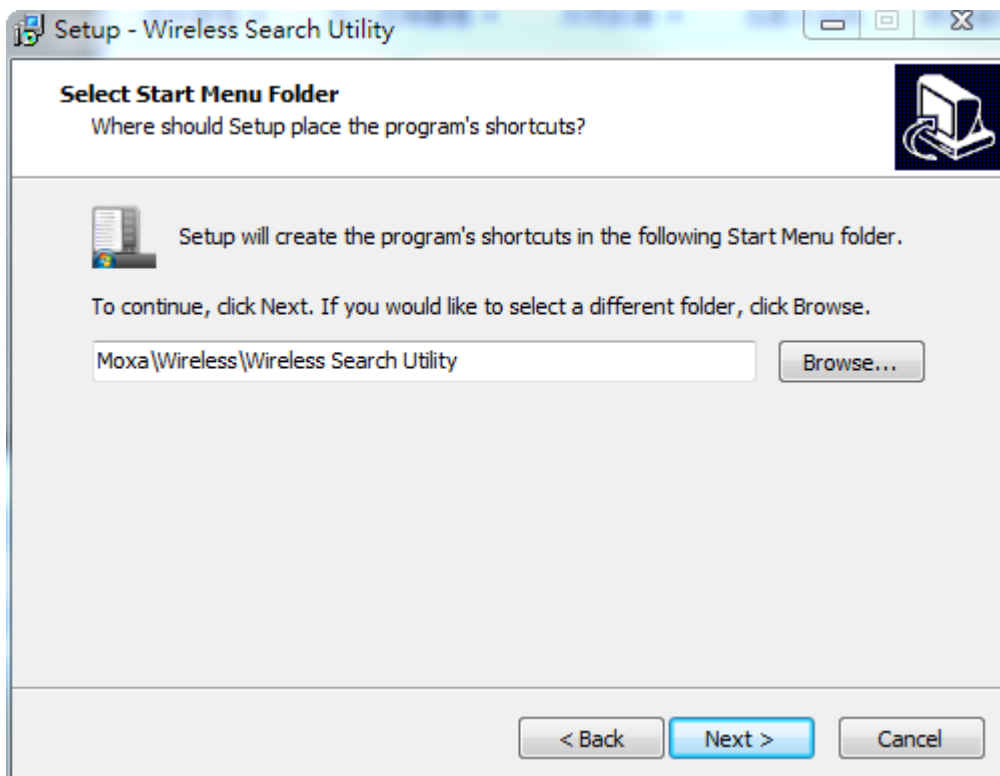 Setup - Wireless Search Utility
Select Start Menu Folder
Where should Setup place the program's shortcuts?
Setup will create the program's shortcuts in the following Start Menu folder.
To continue, click Next. If you would like to select a different folder, click Browse.
Moxa\Wireless\Wireless Search Utility
Browse...
< Back
Next >
Cancel